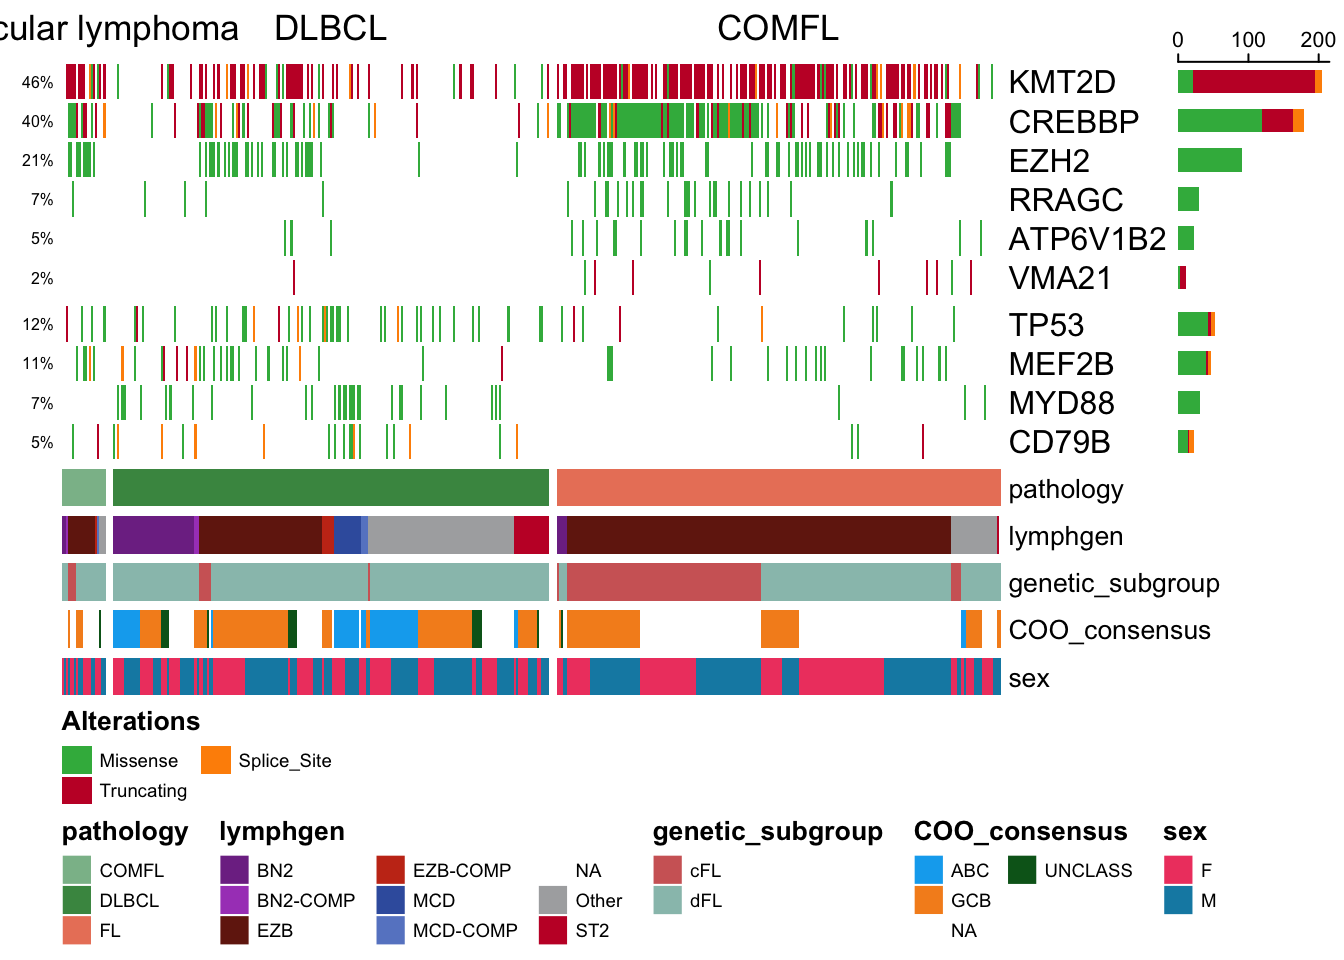 cular lymphoma DLBCL COMFL
0 100 200
46% KMT2D
40% CREBBP
21% EZH2
7% RRAGC
5% ATP6V1B2
2% VMA21
12% TP53
11% MEF2B
7% MYD88
5% CD79B
pathology
lymphgen
genetic_subgroup
COO_consensus
sex
Alterations
Missense Splice_Site
Truncating
pathology lymphgen genetic_subgroup COO_consensus sex
COMFL BN2 EZB-COMP NA cFL ABC UNCLASS F
DLBCL BN2-COMP MCD Other dFL GCB M
FL EZB MCD-COMP ST2 NA